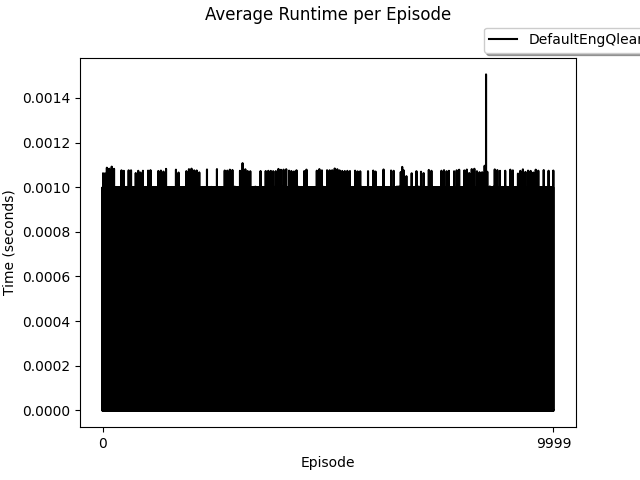 Average Runtime per Episode
DefaultEngQlear
0.0014
0.0012
0.0010
0.0008
0.0006
0.0004
0.0002
0.0000
Time (seconds)
0
9999
Episode